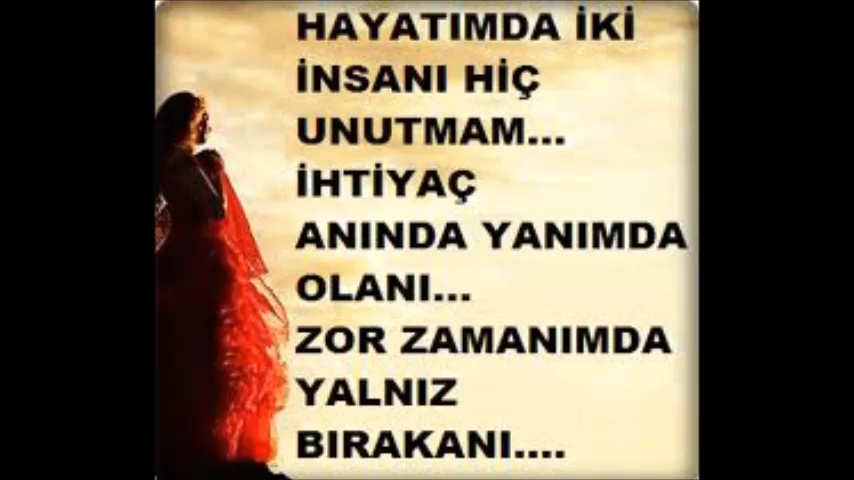 HAYATIMDA İKİ
İNSANI HİÇ
UNUTMAM...
İHTİYAÇ
ANINDA YANIMDA
OLANI...
ZOR ZAMANIMDA
YALNIZ
BIRAKANI....